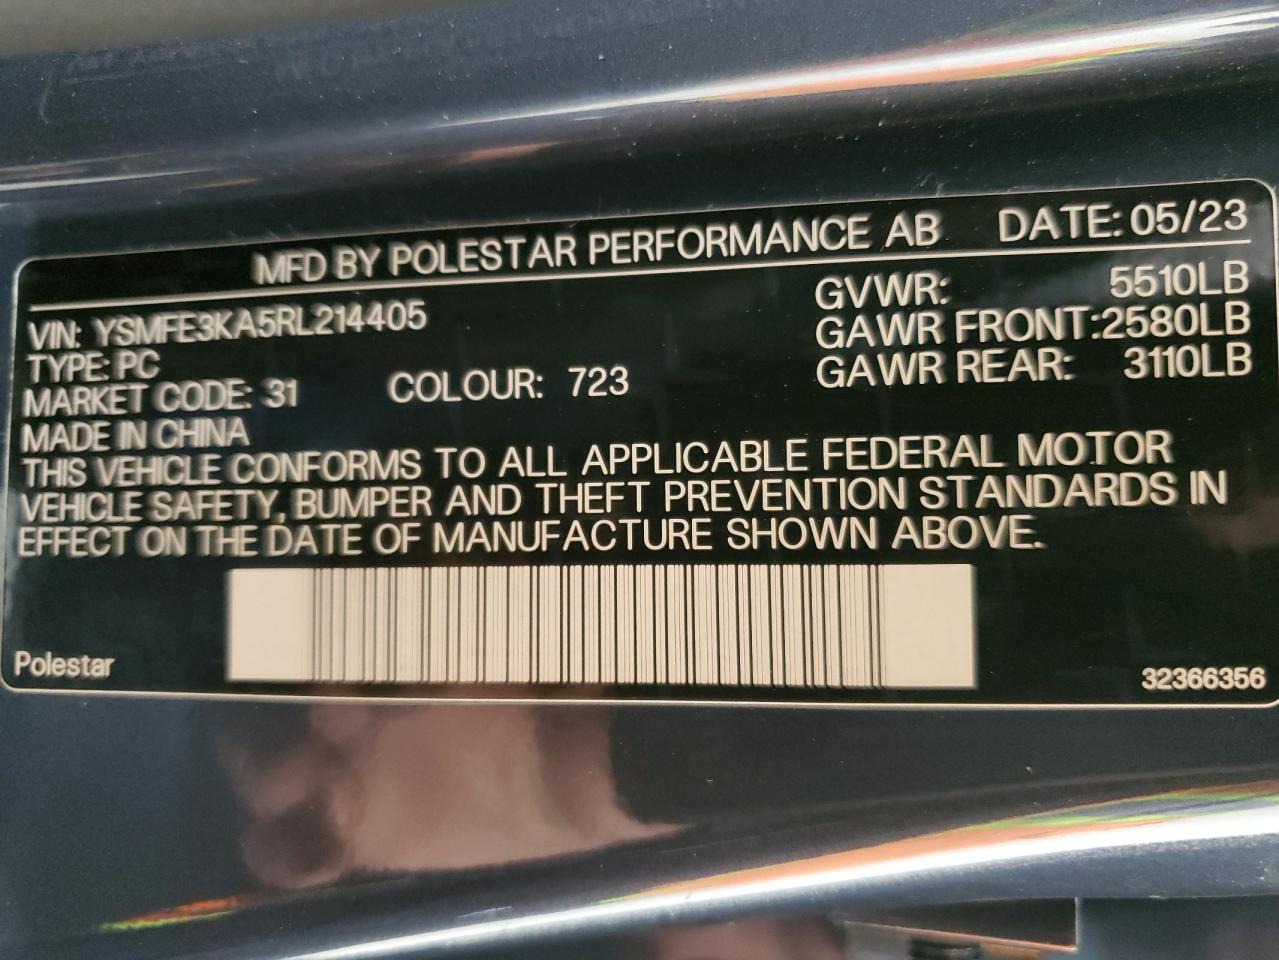 MFD BY POLESTAR PERFORMANCE AB DATE: 05/23
VIN: YSMFE3KA5RL214405 GVWR: 5510LB
TYPE: PC GAWR FRONT:2580LB
MARKET CODE: 31 COLOUR: 723 GAWR REAR: 3110LB
MADE IN CHINA
THIS VEHICLE CONFORMS TO ALL APPLICABLE FEDERAL MOTOR
VEHICLE SAFETY, BUMPER AND THEFT PREVENTION STANDARDS IN
EFFECT ON THE DATE OF MANUFACTURE SHOWN ABOVE.
Polestar 32366356